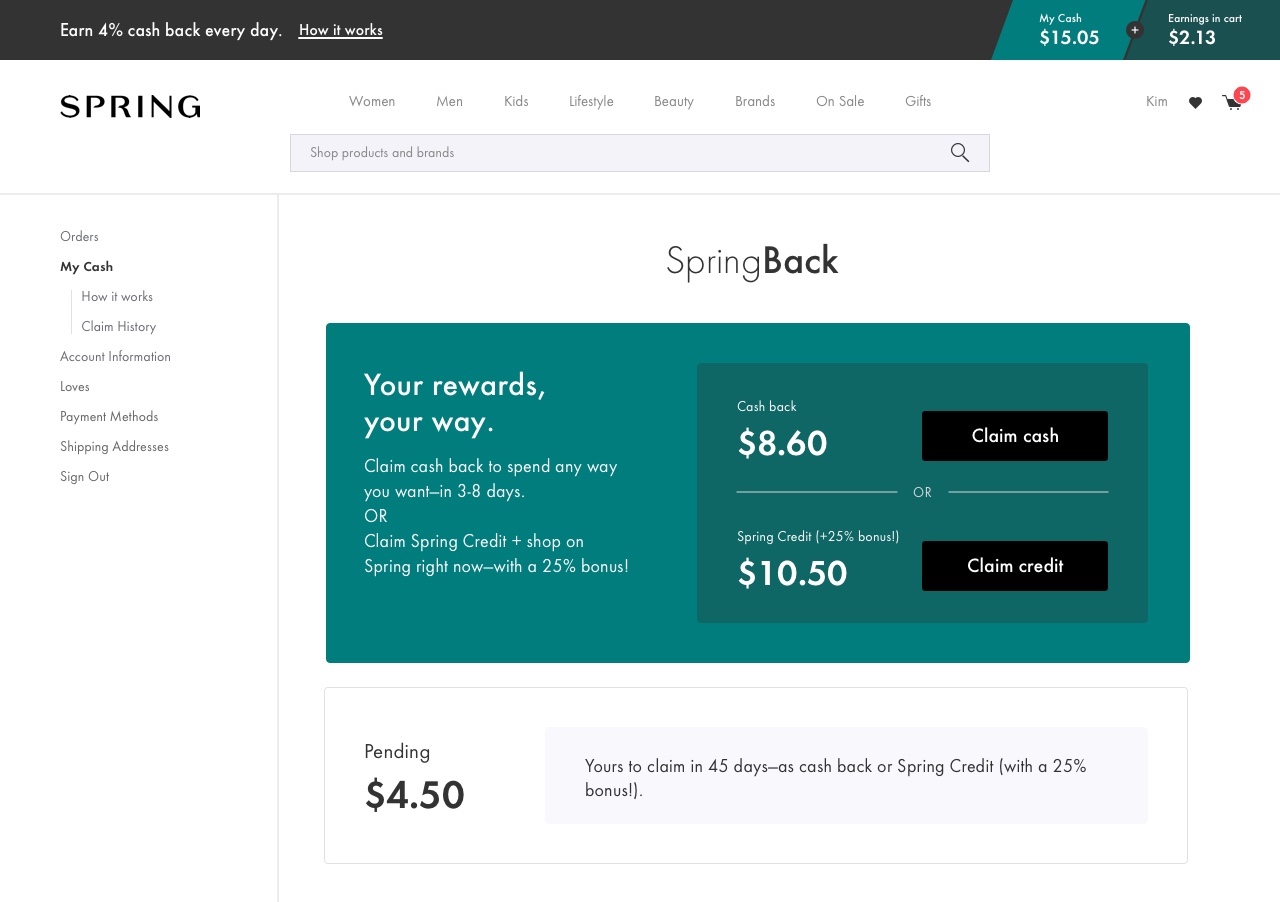 Earn 4% cash back every day. How it works
My Cash
$15.05
+
Earnings in cart
$2.13
SPRING
Women Men Kids Lifestyle Beauty Brands On Sale Gifts
Kim
5
Shop products and brands
Orders
My Cash
How it works
Claim History
Account Information
Loves
Payment Methods
Shipping Addresses
Sign Out
SpringBack
Your rewards,
your way.
Claim cash back to spend any way
you want—in 3-8 days.
OR
Claim Spring Credit + shop on
Spring right now—with a 25% bonus!
Cash back
$8.60
Claim cash
OR
Spring Credit (+25% bonus!)
$10.50
Claim credit
Pending
$4.50
Yours to claim in 45 days—as cash back or Spring Credit (with a 25%
bonus!).